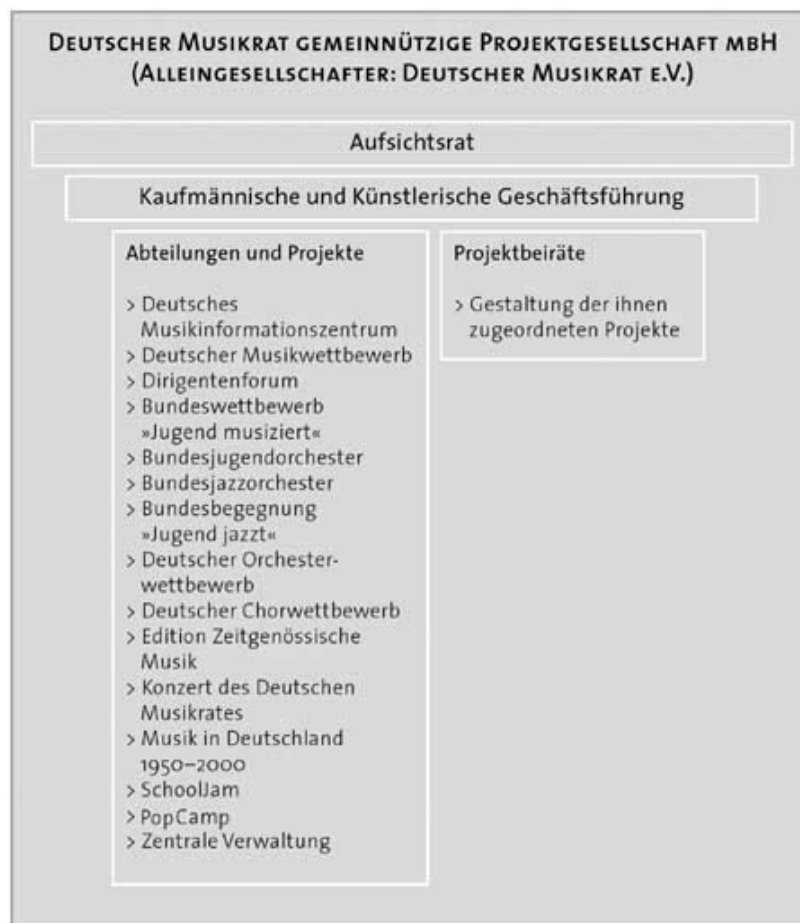 DEUTSCHER MUSIKRAT GEMEINNÜTZIGE PROJEKTGESELLSCHAFT MBH
(ALLEINGESELLSCHAFTER: DEUTSCHER MUSIKRAT E.V.)
Aufsichtsrat
Kaufmännische und Künstlerische Geschäftsführung
Abteilungen und Projekte
> Deutsches
Musikinformationszentrum
> Deutscher Musikwettbewerb
> Dirigentenforum
> Bundeswettbewerb
»Jugend musiziert«
> Bundesjugendorchester
> Bundesjazzorchester
> Bundesbegegnung
»Jugend jazzt«
> Deutscher Orchester-
wettbewerb
> Deutscher Chorwettbewerb
> Edition Zeitgenössische
Musik
> Konzert des Deutschen
Musikrates
> Musik in Deutschland
1950–2000
> SchoolJam
> PopCamp
> Zentrale Verwaltung
Projektbeiräte
> Gestaltung der ihnen
zugeordneten Projekte